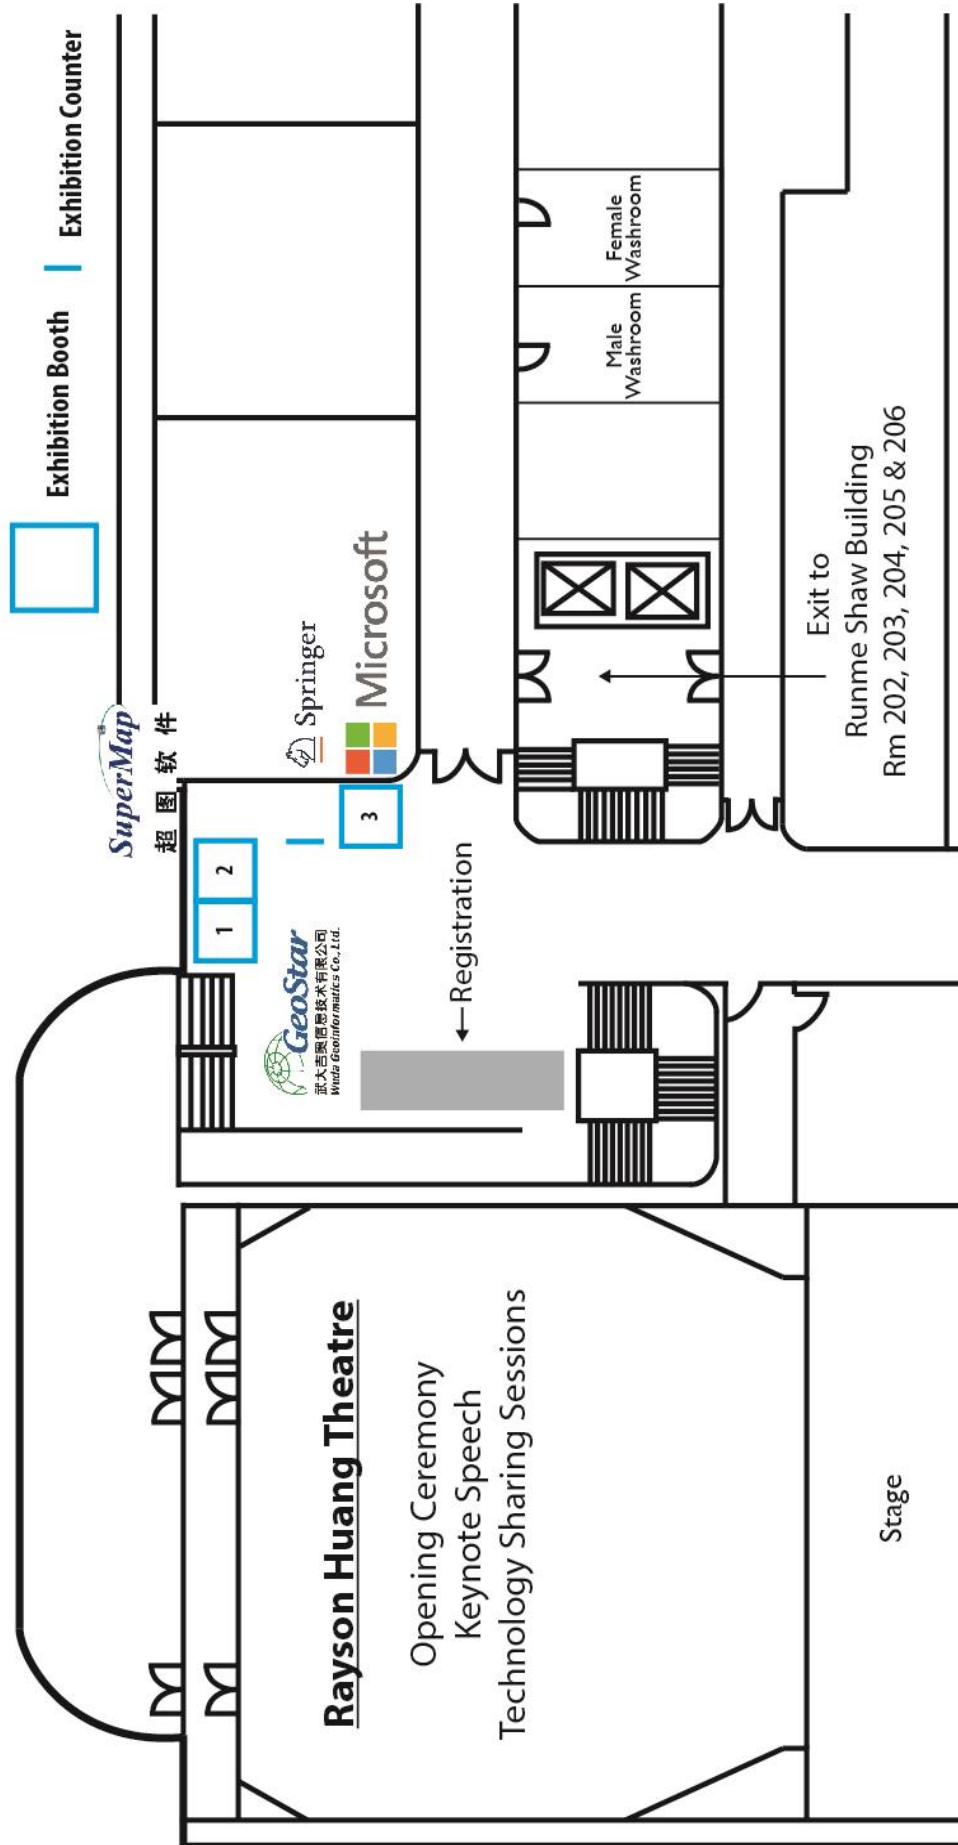 Exhibition Booth
Exhibition Counter
SuperMap
超图软件
1
2
GeoStar
武大吉奥信息技术有限公司
Wuda Geoinformatics Co., Ltd.
Springer
3
Microsoft
Registration
Male
Washroom
Female
Washroom
Exit to
Runme Shaw Building
Rm 202, 203, 204, 205 & 206
Rayson Huang Theatre
Opening Ceremony
Keynote Speech
Technology Sharing Sessions
Stage